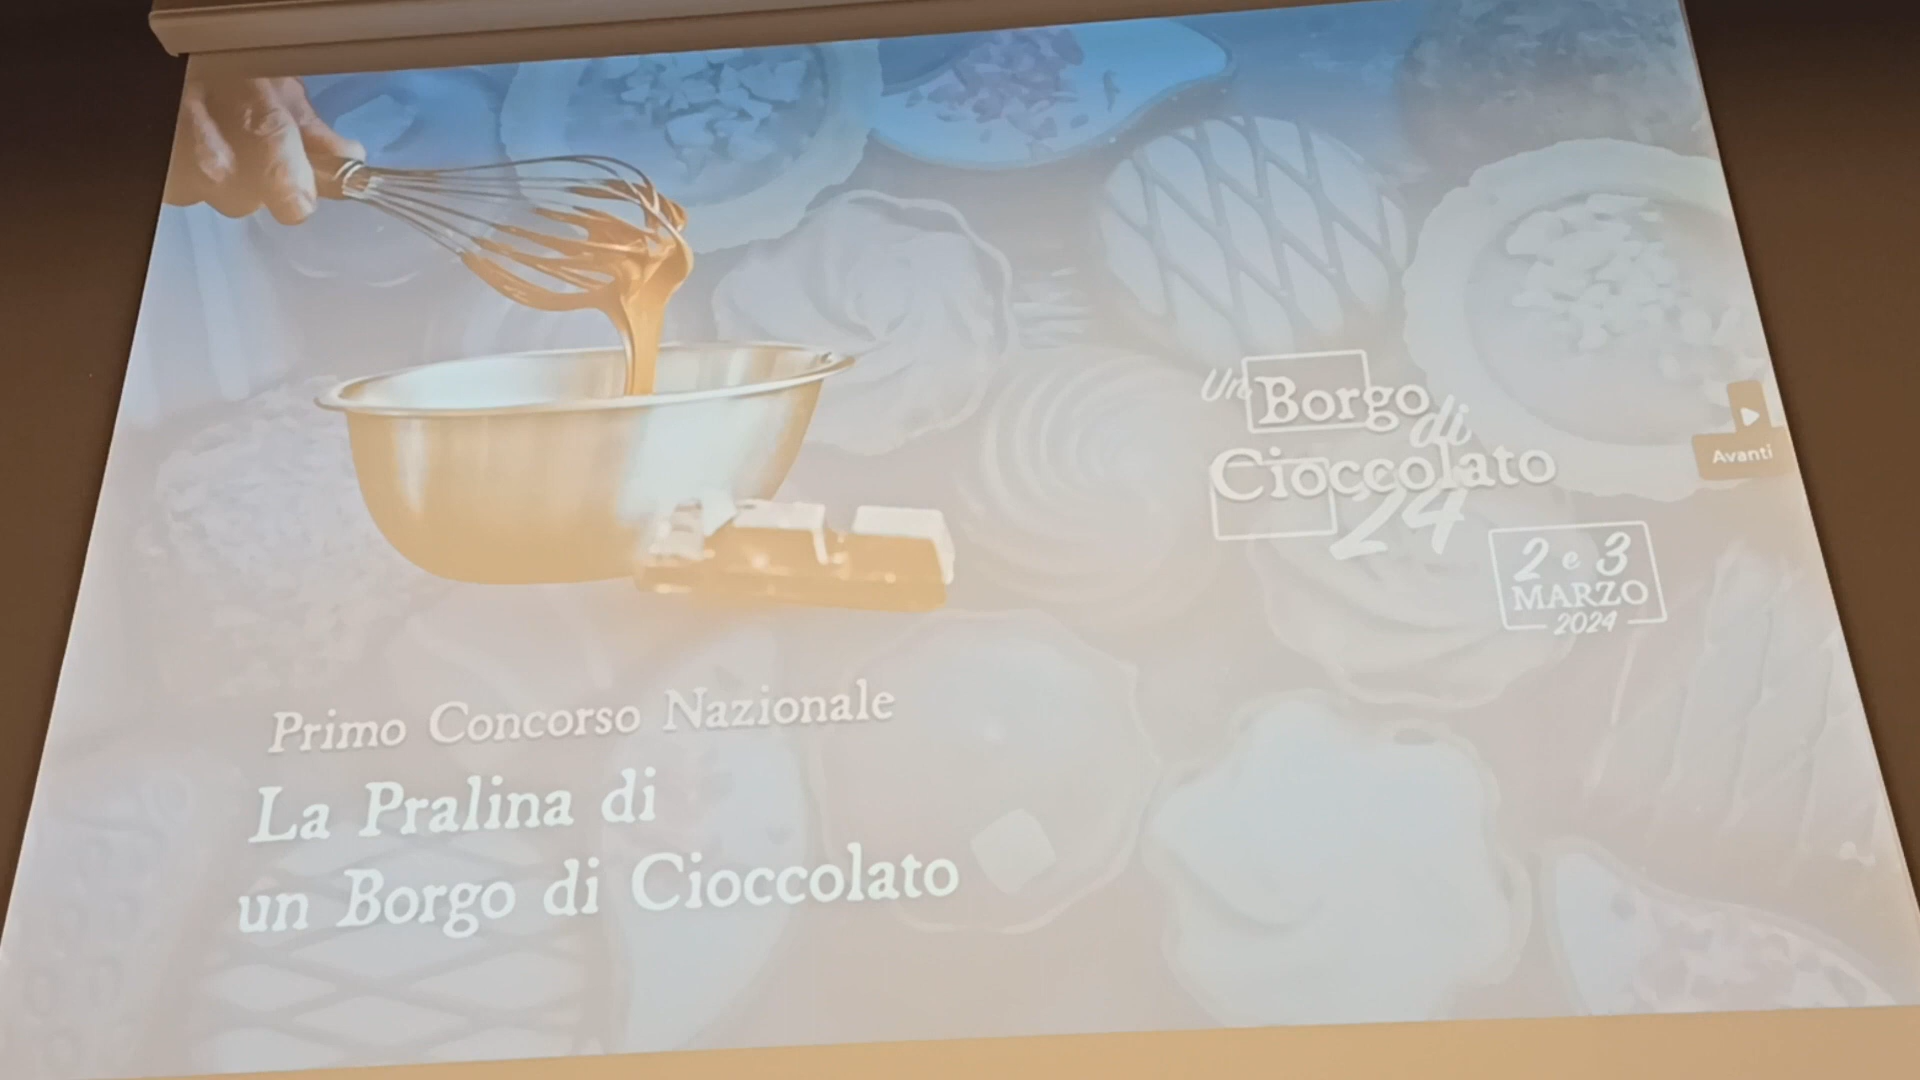 Un Borgo di
Cioccolato
24
2 e 3
MARZO
2024
Avanti
Primo Concorso Nazionale
La Pralina di
un Borgo di Cioccolato